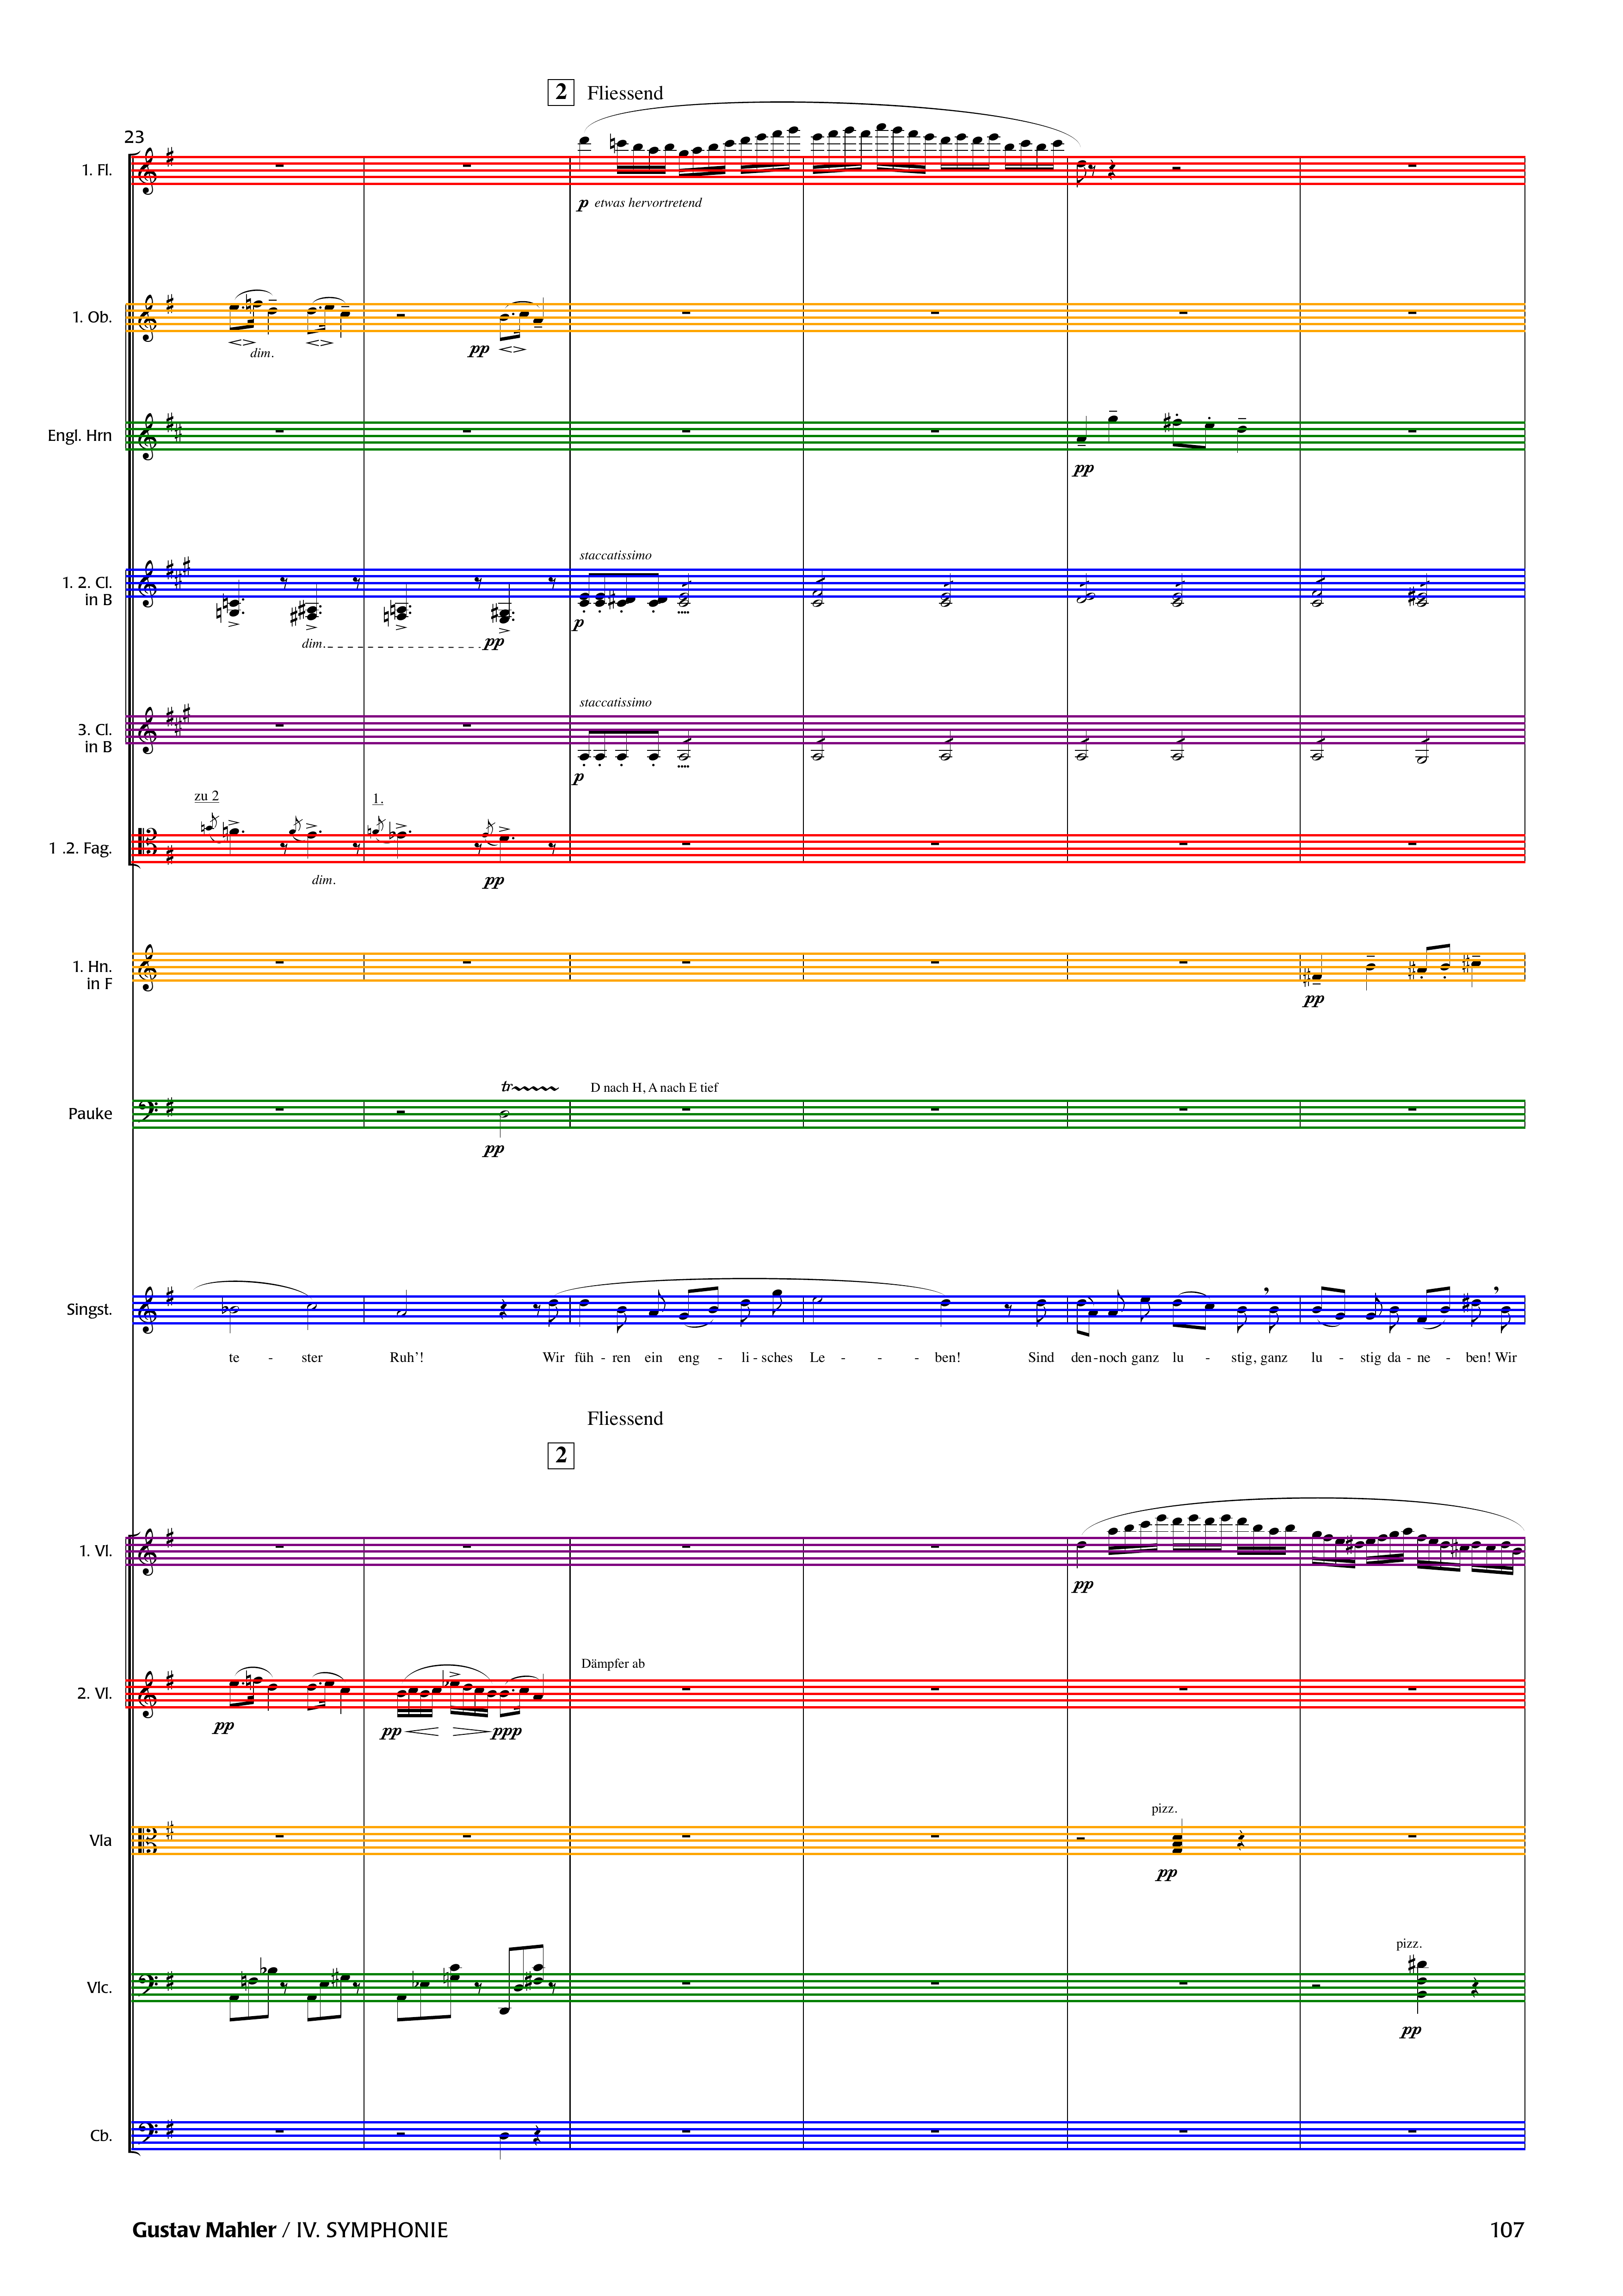 2 Fliessend
23
1. Fl.
p etwas hervortretend
1. Ob.
dim.
pp
Engl. Hrn
pp
staccatissimo
1. 2. Cl.
in B
p
dim.
pp
staccatissimo
3. Cl.
in B
p
zu 2
1.
1 .2. Fag.
dim.
pp
1. Hn.
in F
pp
tr
D nach H, A nach E tief
Pauke
pp
Singst.
te - ster Ruh'! Wir füh - ren ein eng - li - sches Le - - - ben! Sind den - noch ganz lu - stig, ganz lu - stig da - ne - ben! Wir
Fliessend
2
1. Vl.
pp
Dämpfer ab
2. Vl.
pp
pp
ppp
pizz.
Vla
pp
pizz.
Vlc.
pp
Cb.
Gustav Mahler / IV. SYMPHONIE
107